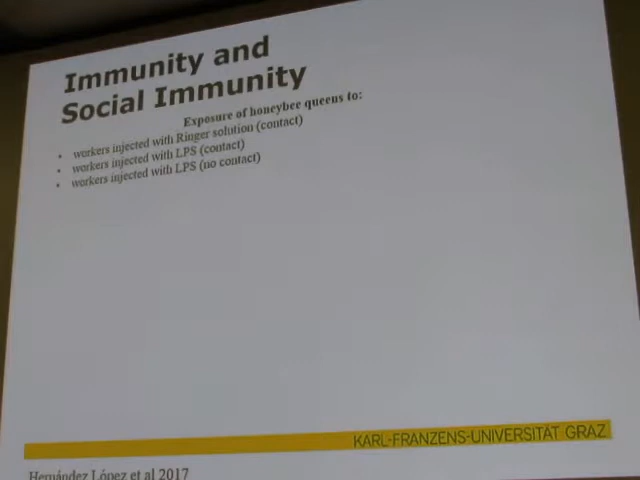 Immunity and
Social Immunity
Exposure of honeybee queens to:
• workers injected with Ringer solution (contact)
• workers injected with LPS (contact)
• workers injected with LPS (no contact)
KARL-FRANZENS-UNIVERSITÄT GRAZ
Hernández López et al 2017